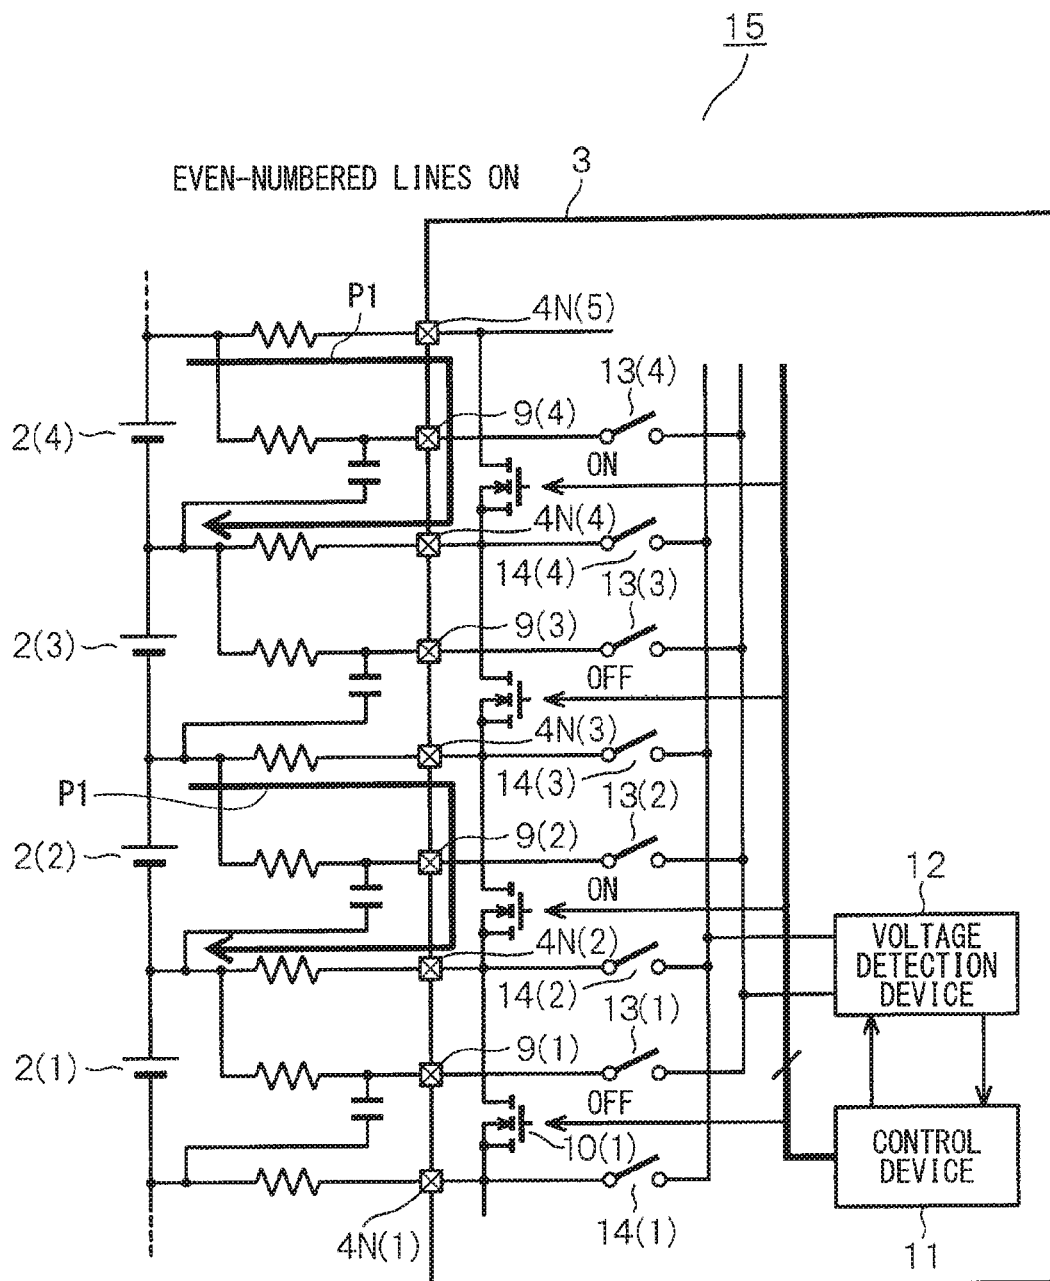 15
EVEN-NUMBERED LINES ON
3
P1
4N(5)
13(4)
9(4)
2(4)
ON
4N(4)
14(4)
13(3)
9(3)
2(3)
OFF
4N(3)
14(3)
P1
13(2)
9(2)
2(2)
ON
12
VOLTAGE
DETECTION
DEVICE
4N(2)
14(2)
13(1)
9(1)
2(1)
OFF
10(1)
CONTROL
DEVICE
4N(1)
14(1)
11